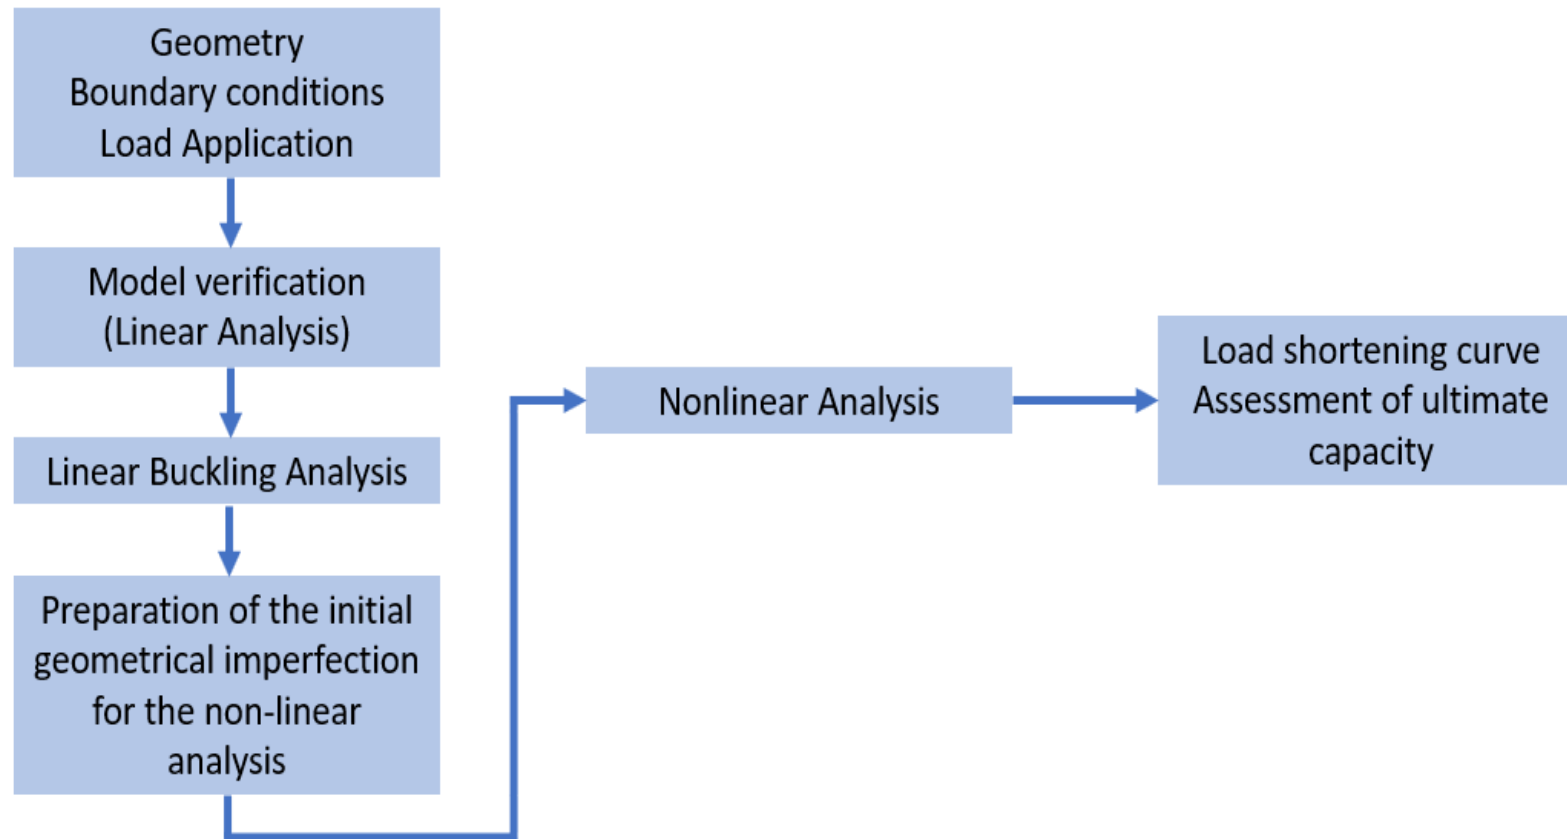 Geometry
Boundary conditions
Load Application
Model verification
(Linear Analysis)
Linear Buckling Analysis
Preparation of the initial
geometrical imperfection
for the non-linear
analysis
Nonlinear Analysis
Load shortening curve
Assessment of ultimate
capacity